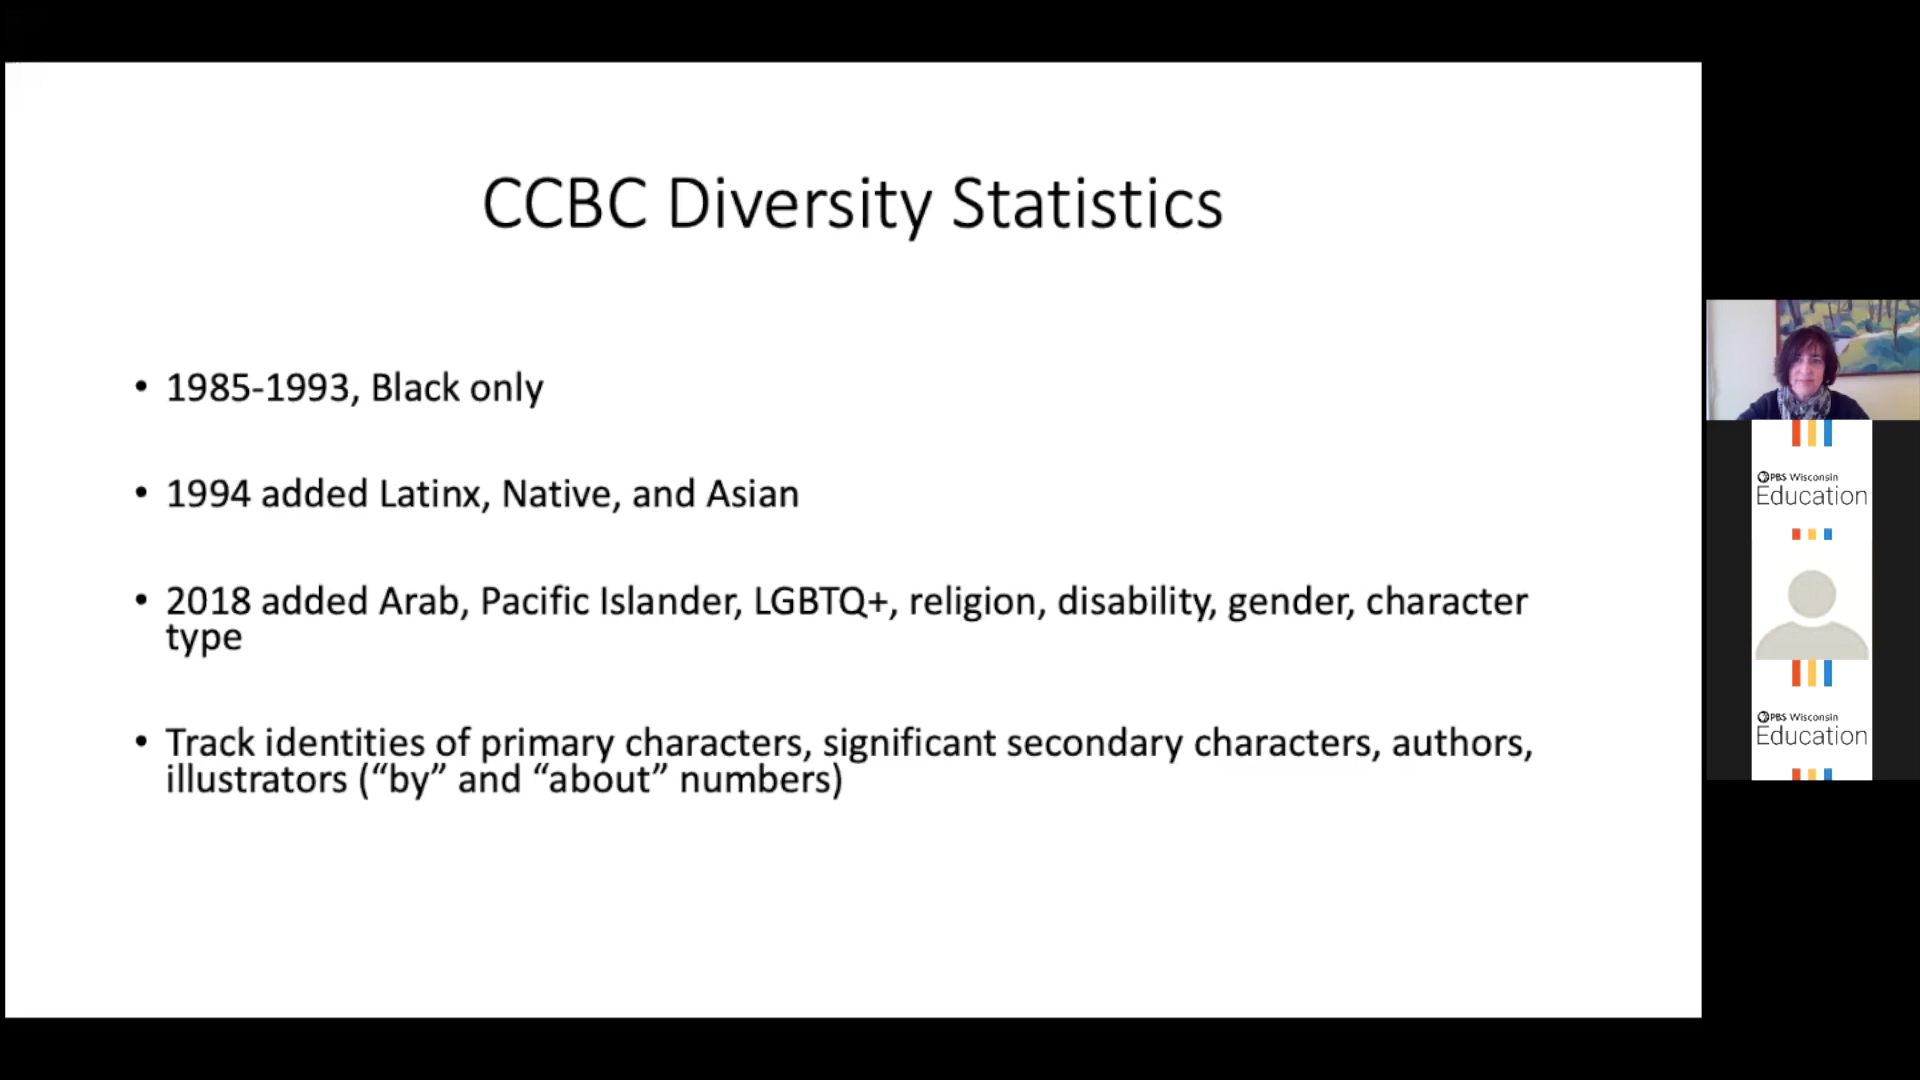 CCBC Diversity Statistics
• 1985-1993, Black only
• 1994 added Latinx, Native, and Asian
• 2018 added Arab, Pacific Islander, LGBTQ+, religion, disability, gender, character
type
• Track identities of primary characters, significant secondary characters, authors,
illustrators (“by” and “about” numbers)
PBS Wisconsin
Education
PBS Wisconsin
Education